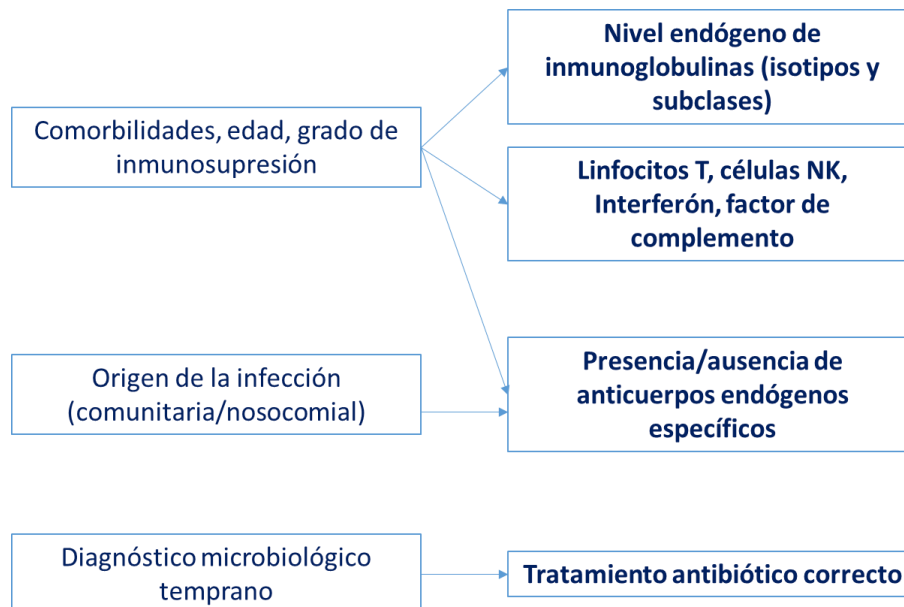 Nivel endógeno de
inmunoglobulinas (isotipos y
subclases)
Comorbilidades, edad, grado de
inmunosupresión
Linfocitos T, células NK,
Interferón, factor de
complemento
Origen de la infección
(comunitaria/nosocomial)
Presencia/ausencia de
anticuerpos endógenos
específicos
Diagnóstico microbiológico
temprano
Tratamiento antibiótico correcto